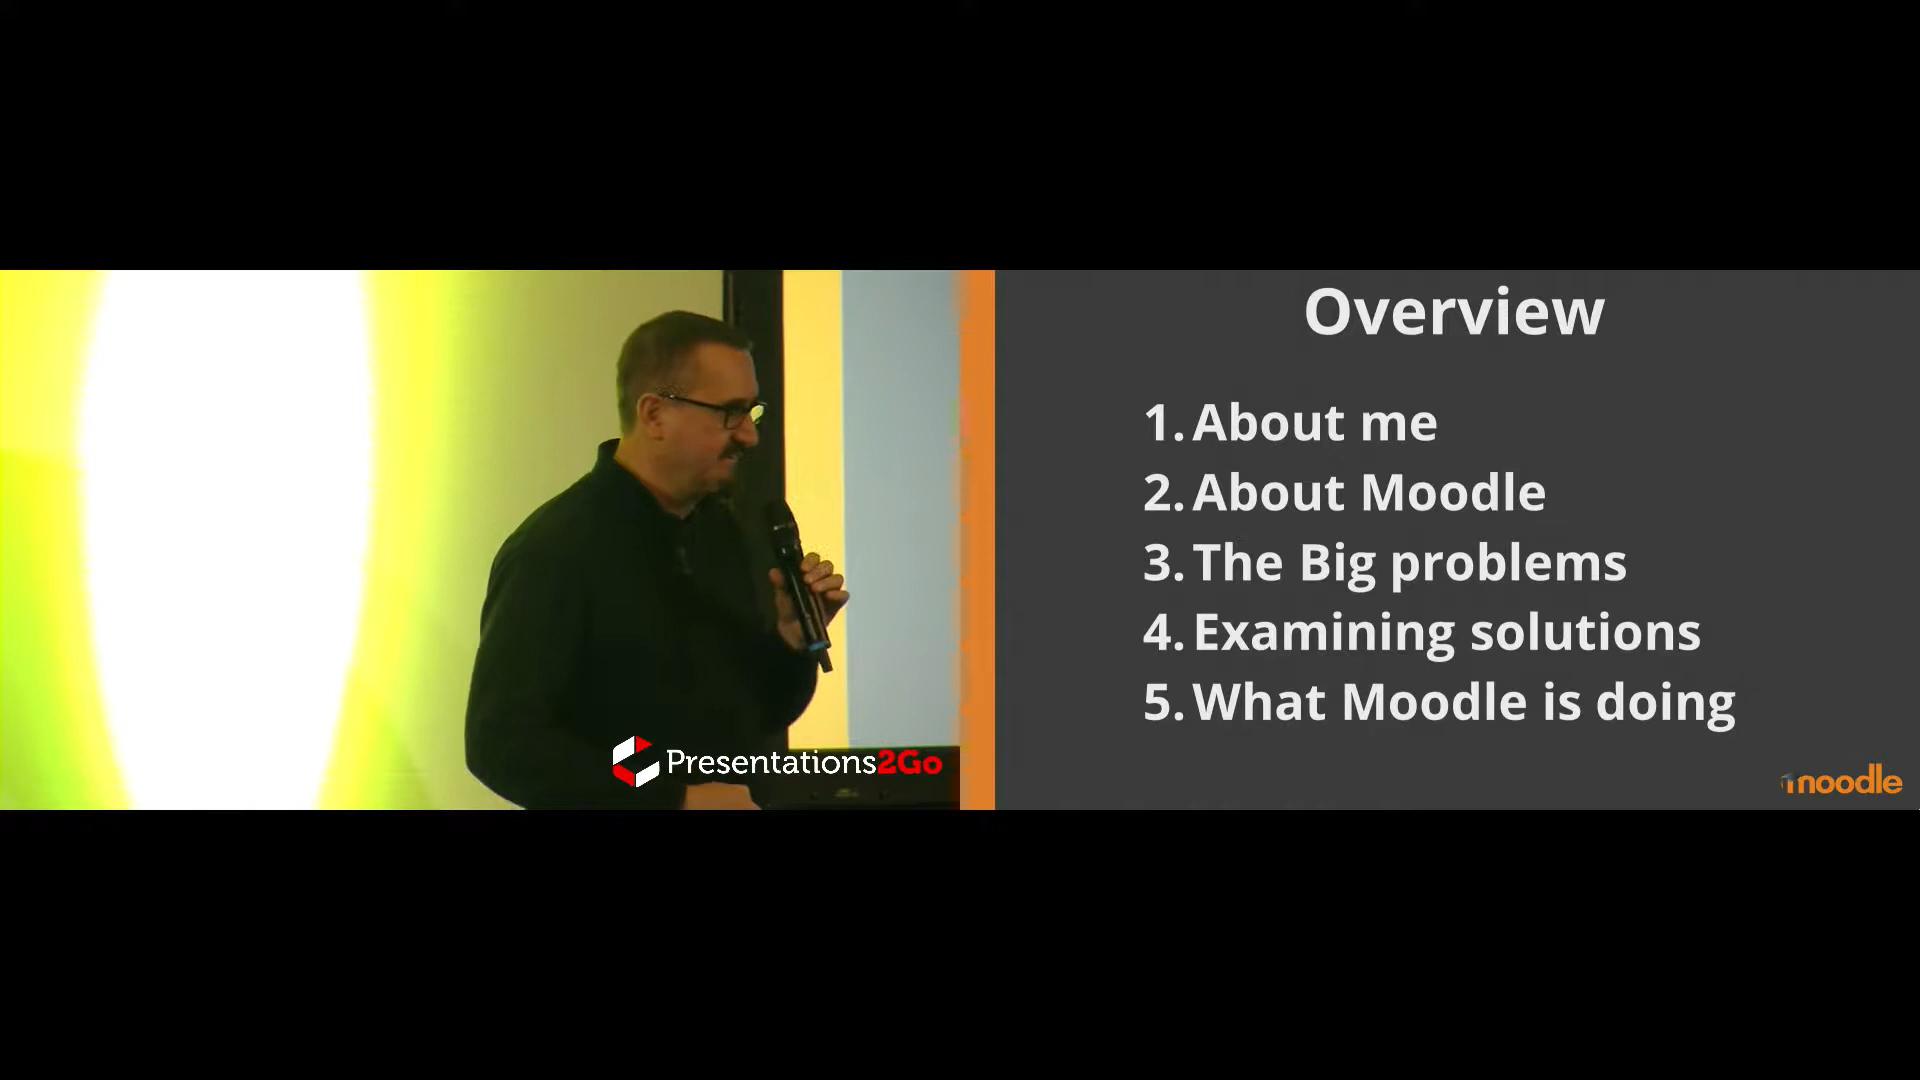 Overview
1. About me
2. About Moodle
3. The Big problems
4. Examining solutions
5. What Moodle is doing
moodle
Presentations2Go